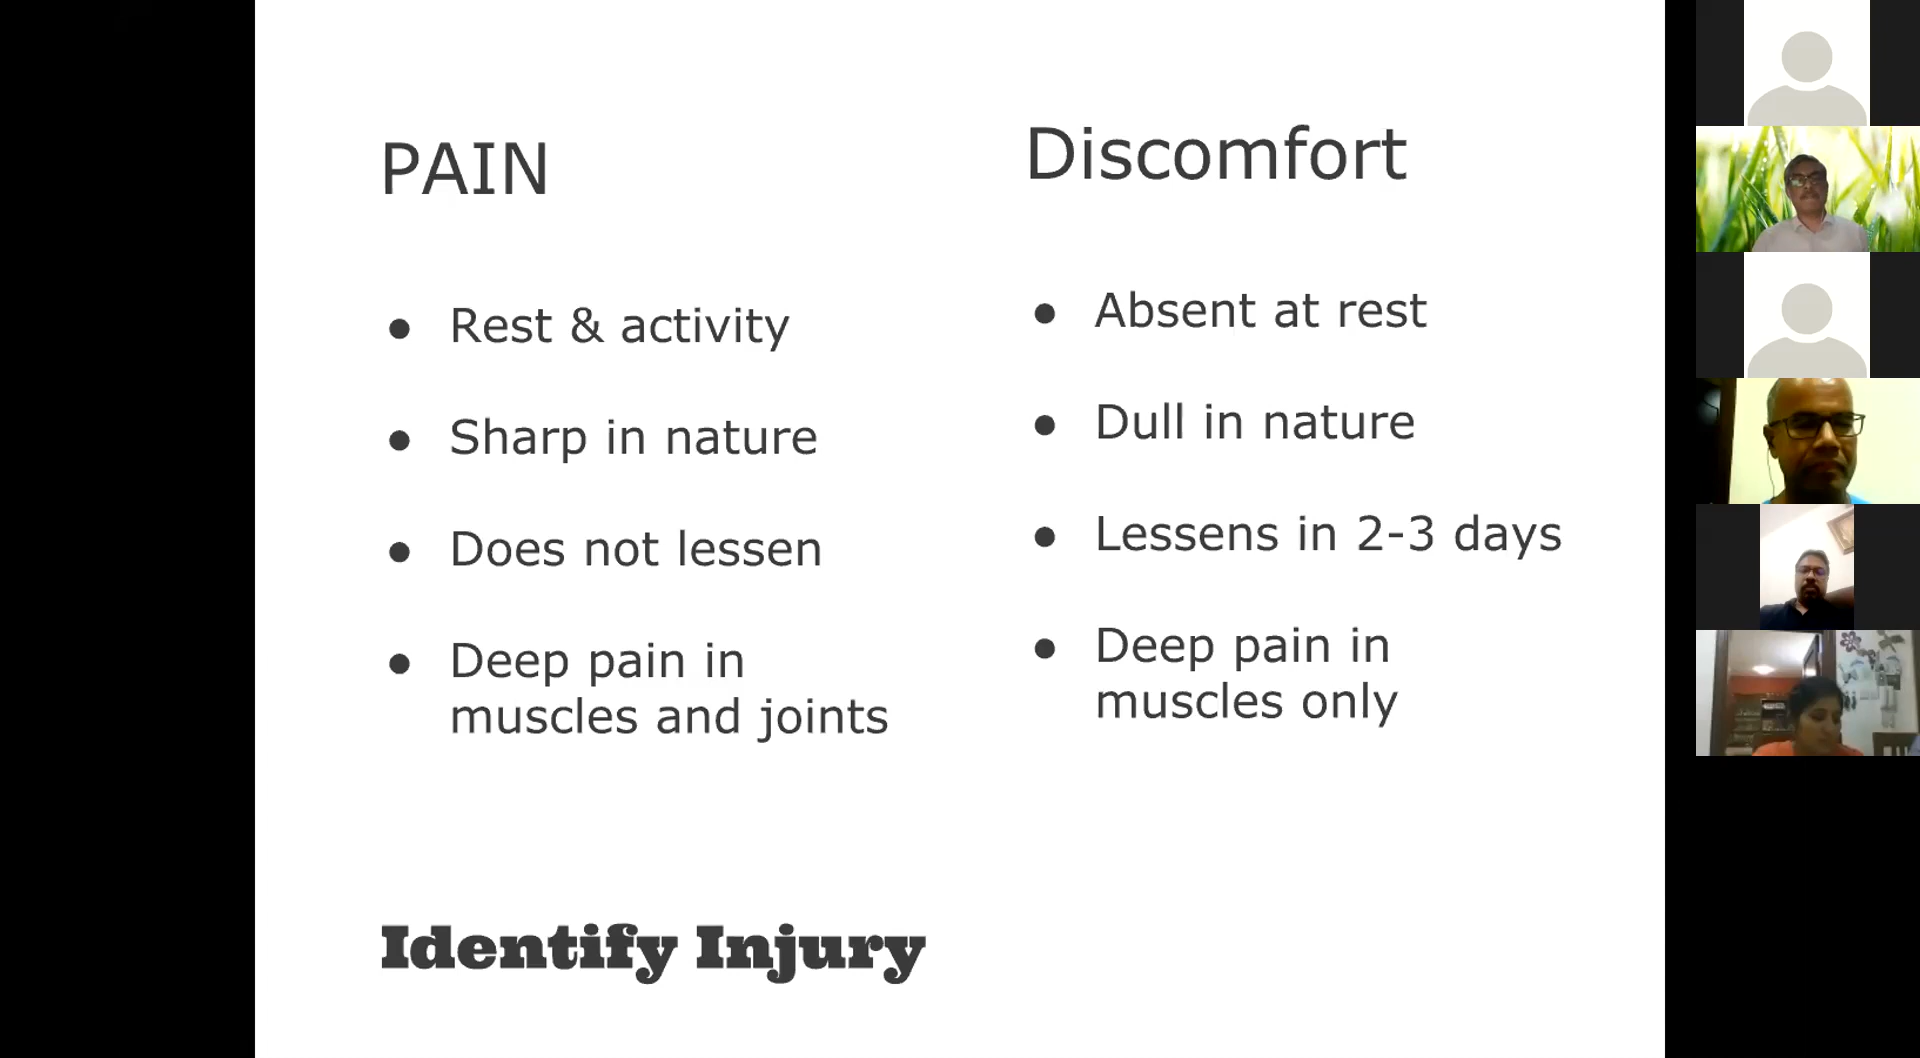 PAIN
Rest & activity
Sharp in nature
Does not lessen
Deep pain in
muscles and joints
Discomfort
Absent at rest
Dull in nature
Lessens in 2-3 days
Deep pain in
muscles only
Identify Injury